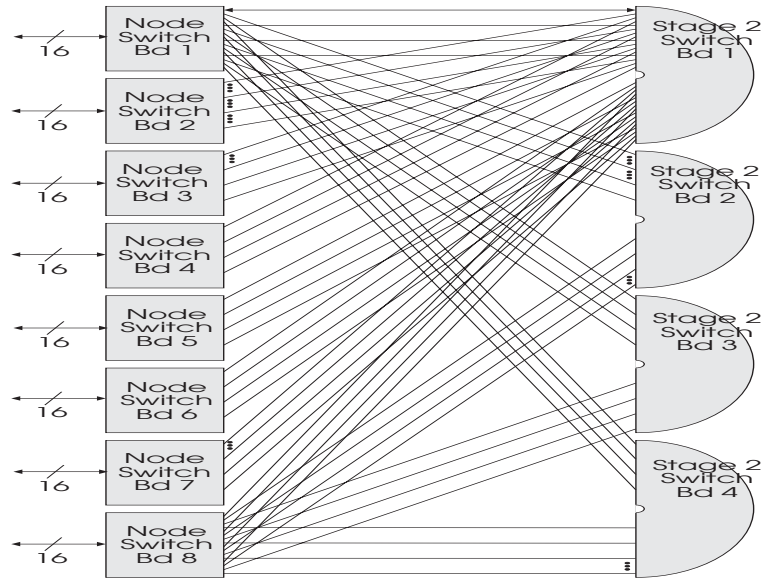 Node
Switch
Bd 1
16
Node
Switch
Bd 2
16
Node
Switch
Bd 3
16
Node
Switch
Bd 4
16
Node
Switch
Bd 5
16
Node
Switch
Bd 6
16
Node
Switch
Bd 7
16
Node
Switch
Bd 8
16
Stage 2
Switch
Bd 1
Stage 2
Switch
Bd 2
Stage 2
Switch
Bd 3
Stage 2
Switch
Bd 4